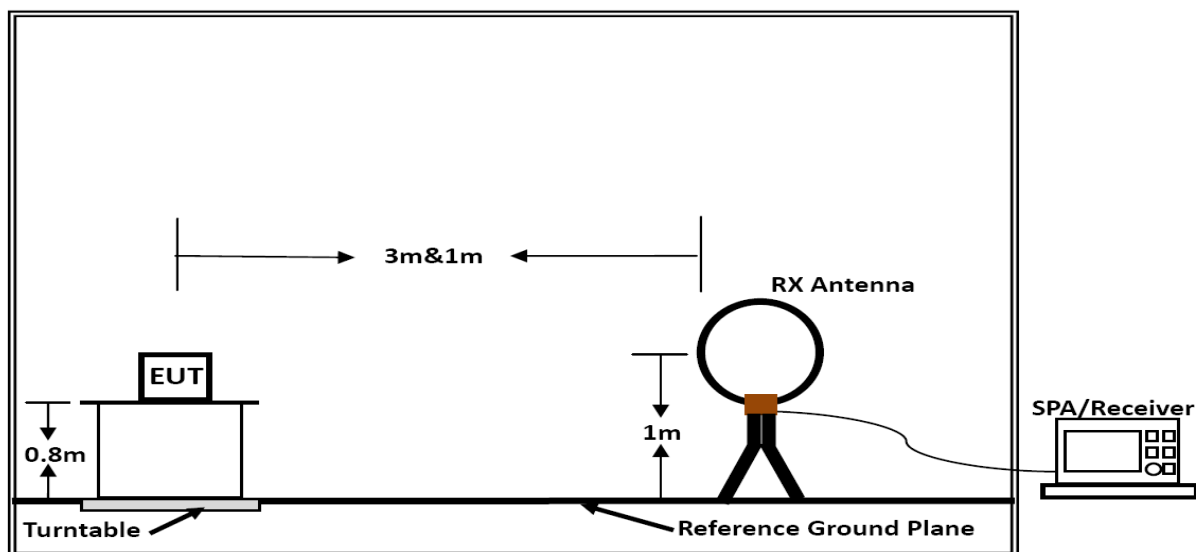 3m&1m
RX Antenna
EUT
0.8m
1m
SPA/Receiver
Turntable
Reference Ground Plane